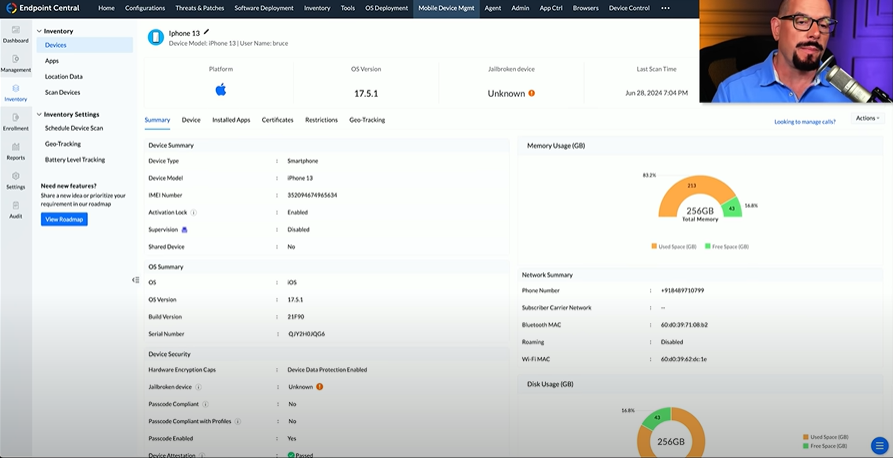 Endpoint Central
Home Configurations Threats & Patches Software Deployment Inventory Tools OS Deployment Mobile Device Mgmt Agent Admin App Ctrl Browsers Device Control
Dashboard
Management
Inventory
Enrollment
Reports
Settings
Audit
Inventory
Devices
Apps
Location Data
Scan Devices
Inventory Settings
Schedule Device Scan
Geo-Tracking
Battery Level Tracking
Need new features?
Share a new idea or prioritize your
requirement in our roadmap
View Roadmap
Iphone 13
Device Model: iPhone 13 | User Name: bruce
Platform
OS Version
17.5.1
Jailbroken device
Unknown
Last Scan Time
Jun 28, 2024 7:04 PM
Summary Device Installed Apps Certificates Restrictions Geo-Tracking
Looking to manage calls?
Actions
Device Summary
Device Type : Smartphone
Device Model : iPhone 13
IMEI Number : 352094674965634
Activation Lock : Enabled
Supervision : Disabled
Shared Device : No
OS Summary
OS : iOS
OS Version : 17.5.1
Build Version : 21F90
Serial Number : QJY2H0JQG6
Device Security
Hardware Encryption Caps : Device Data Protection Enabled
Jailbroken device : Unknown
Passcode Compliant : No
Passcode Compliant with Profiles : No
Passcode Enabled : Yes
Device Attestation : Passed
Memory Usage (GB)
83.2%
213
256GB
Total Memory
43
16.8%
Used Space (GB) Free Space (GB)
Network Summary
Phone Number : +918489710799
Subscriber Carrier Network : --
Bluetooth MAC : 60:d0:39:71:08:b2
Roaming : Disabled
Wi-Fi MAC : 60:d0:39:62:dc:1e
Disk Usage (GB)
16.8%
43
256GB
Used Space (GB)
Free Space (GB)